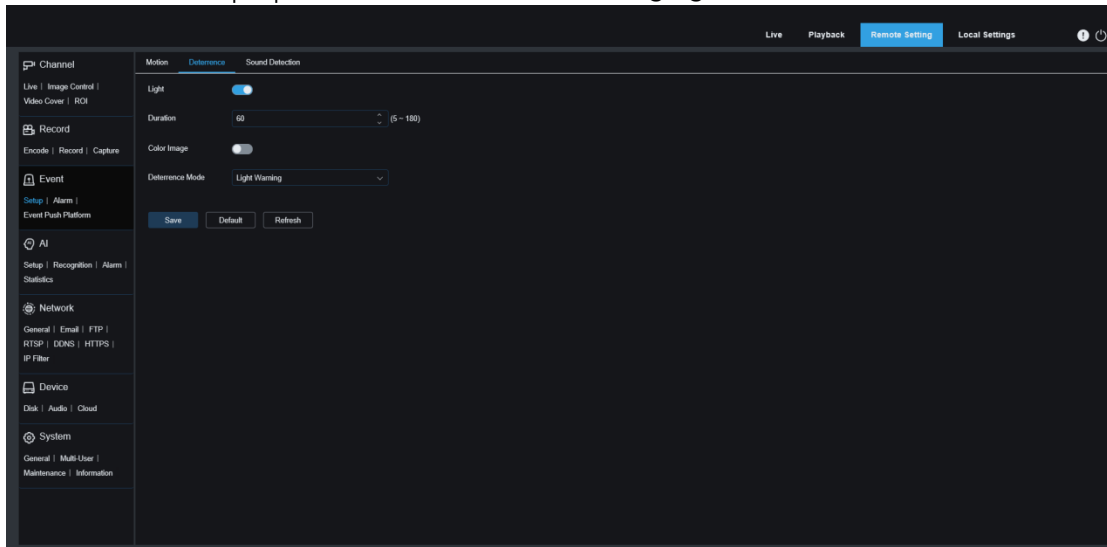 Live Playback Remote Setting Local Settings
Channel
Live | Image Control |
Video Cover | ROI
Record
Encode | Record | Capture
Event
Setup | Alarm |
Event Push Platform
AI
Setup | Recognition | Alarm |
Statistics
Network
General | Email | FTP |
RTSP | DDNS | HTTPS |
IP Filter
Device
Disk | Audio | Cloud
System
General | Multi-User |
Maintenance | Information
Motion Deterrence Sound Detection
Light
Duration 60 (5 ~ 180)
Color Image
Deterrence Mode Light Warning
Save Default Refresh